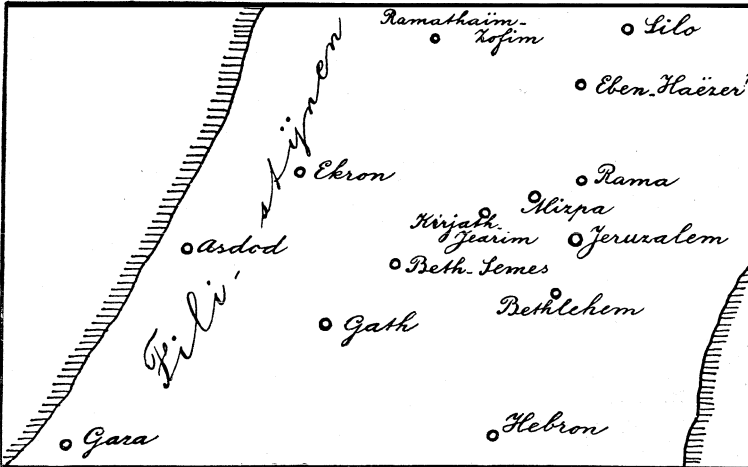 Ramathaïm-
Zofim
Silo
Eben-Haëzer
Filistijnen
Ekron
Rama
Mizpa
Kirjath-
Jearim
Jeruzalem
Asdod
Beth-Semes
Bethlehem
Gath
Hebron
Gaza